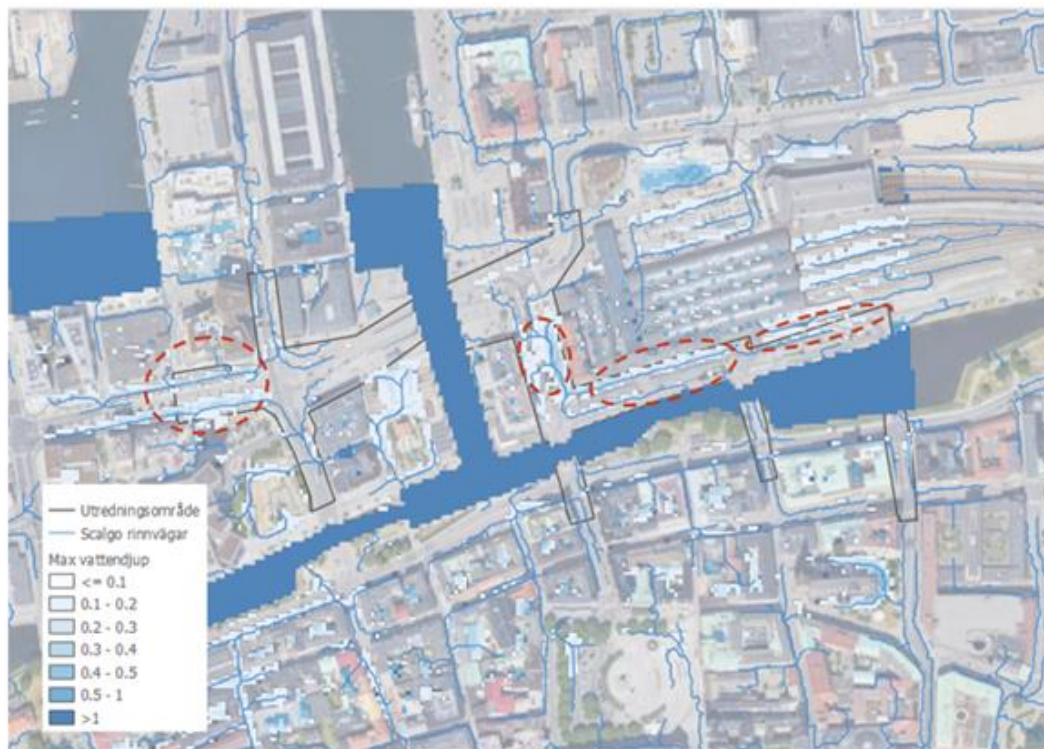 Utredningsområde
Scalgo rinnvägar
Max vattendjup
<= 0.1
0.1 - 0.2
0.2 - 0.3
0.3 - 0.4
0.4 - 0.5
0.5 - 1
>1